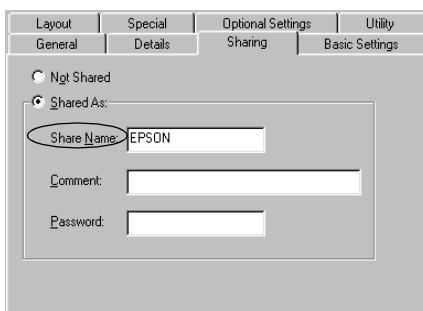 Layout Special Optional Settings Utility
General Details Sharing Basic Settings
Not Shared
Shared As:
Share Name: EPSON
Comment:
Password: